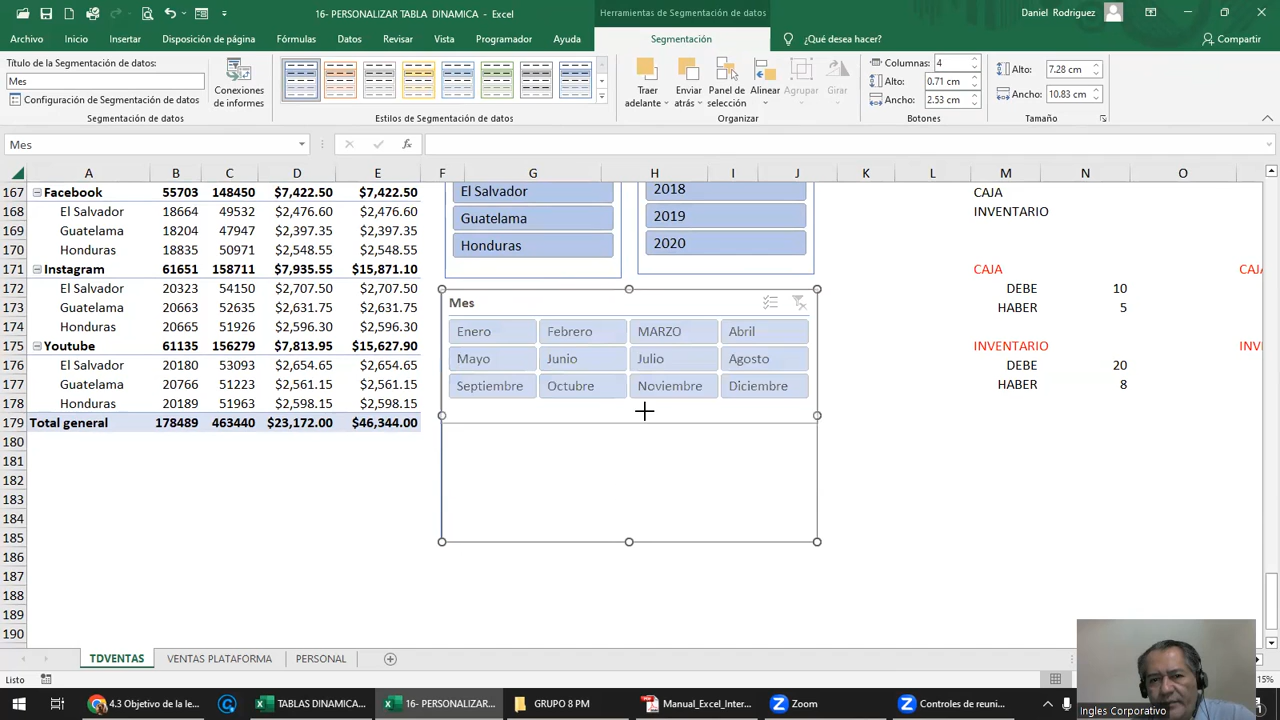 16- PERSONALIZAR TABLA DINAMICA - Excel
Herramientas de Segmentación de datos
Daniel Rodriguez
Archivo Inicio Insertar Disposición de página Fórmulas Datos Revisar Vista Programador Ayuda Segmentación ¿Qué desea hacer? Compartir
Título de la Segmentación de datos:
Mes
Configuración de Segmentación de datos
Segmentación de datos
Conexiones de informes
Estilos de Segmentación de datos
Traer adelante
Enviar atrás
Panel de selección
Alinear
Agrupar
Girar
Organizar
Columnas: 4
Alto: 0.71 cm
Ancho: 2.53 cm
Botones
Alto: 7.28 cm
Ancho: 10.83 cm
Tamaño
Mes
fx
A B C D E F G H I J K L M N O
167 Facebook 55703 148450 $7,422.50 $7,422.50
168 El Salvador 18664 49532 $2,476.60 $2,476.60
169 Guatelama 18204 47947 $2,397.35 $2,397.35
170 Honduras 18835 50971 $2,548.55 $2,548.55
171 Instagram 61651 158711 $7,935.55 $15,871.10
172 El Salvador 20323 54150 $2,707.50 $2,707.50
173 Guatelama 20663 52635 $2,631.75 $2,631.75
174 Honduras 20665 51926 $2,596.30 $2,596.30
175 Youtube 61135 156279 $7,813.95 $15,627.90
176 El Salvador 20180 53093 $2,654.65 $2,654.65
177 Guatelama 20766 51223 $2,561.15 $2,561.15
178 Honduras 20189 51963 $2,598.15 $2,598.15
179 Total general 178489 463440 $23,172.00 $46,344.00
180
181
182
183
184
185
186
187
188
189
190
El Salvador
Guatelama
Honduras
2018
2019
2020
Mes
Enero Febrero MARZO Abril
Mayo Junio Julio Agosto
Septiembre Octubre Noviembre Diciembre
CAJA
INVENTARIO
CAJA
DEBE 10
HABER 5
INVENTARIO
DEBE 20
HABER 8
TDVENTAS VENTAS PLATAFORMA PERSONAL
Listo
15%
Ingles Corporativo
4.3 Objetivo de la le...
TABLAS DINAMICA...
16- PERSONALIZAR...
GRUPO 8 PM
Manual_Excel_Inter...
Zoom
Controles de reuni...